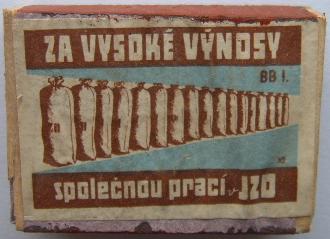 ZA VYSOKÉ VÝNOSY
BB I.
společnou prací v JZD